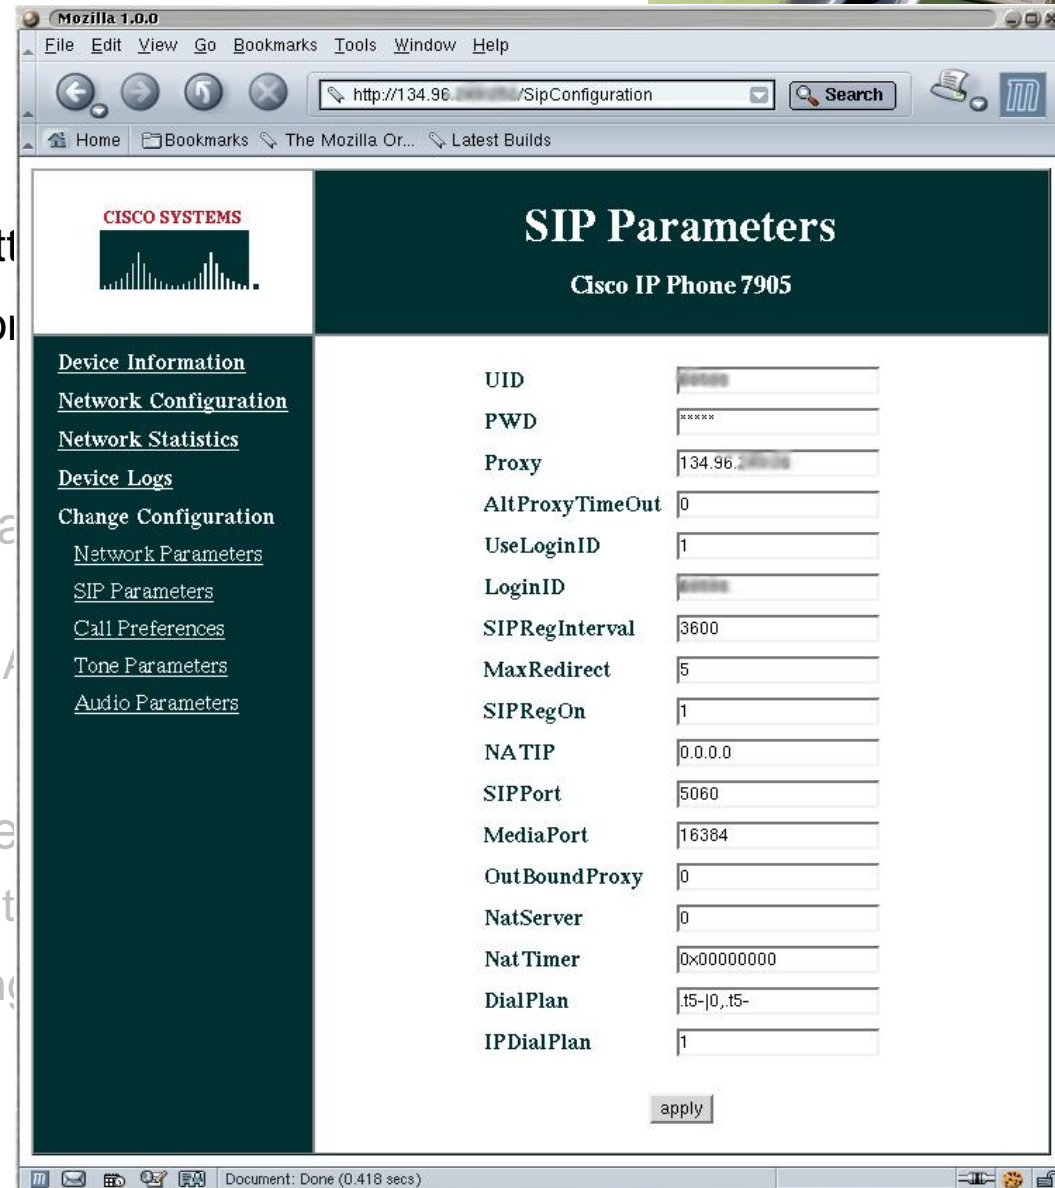 Mozilla 1.0.0
File Edit View Go Bookmarks Tools Window Help
http://134.96. /SipConfiguration
Search
Home Bookmarks The Mozilla Or... Latest Builds
CISCO SYSTEMS
SIP Parameters
Cisco IP Phone 7905
Device Information
Network Configuration
Network Statistics
Device Logs
Change Configuration
Network Parameters
SIP Parameters
Call Preferences
Tone Parameters
Audio Parameters
UID
PWD *****
Proxy 134.96.
AltProxyTimeOut 0
UseLoginID 1
LoginID
SIPRegInterval 3600
MaxRedirect 5
SIPRegOn 1
NATIP 0.0.0.0
SIPPort 5060
MediaPort 16384
OutBoundProxy 0
NatServer 0
NatTimer 0x00000000
DialPlan .t5-|0,.t5-
IPDialPlan 1
apply
Document: Done (0.418 secs)